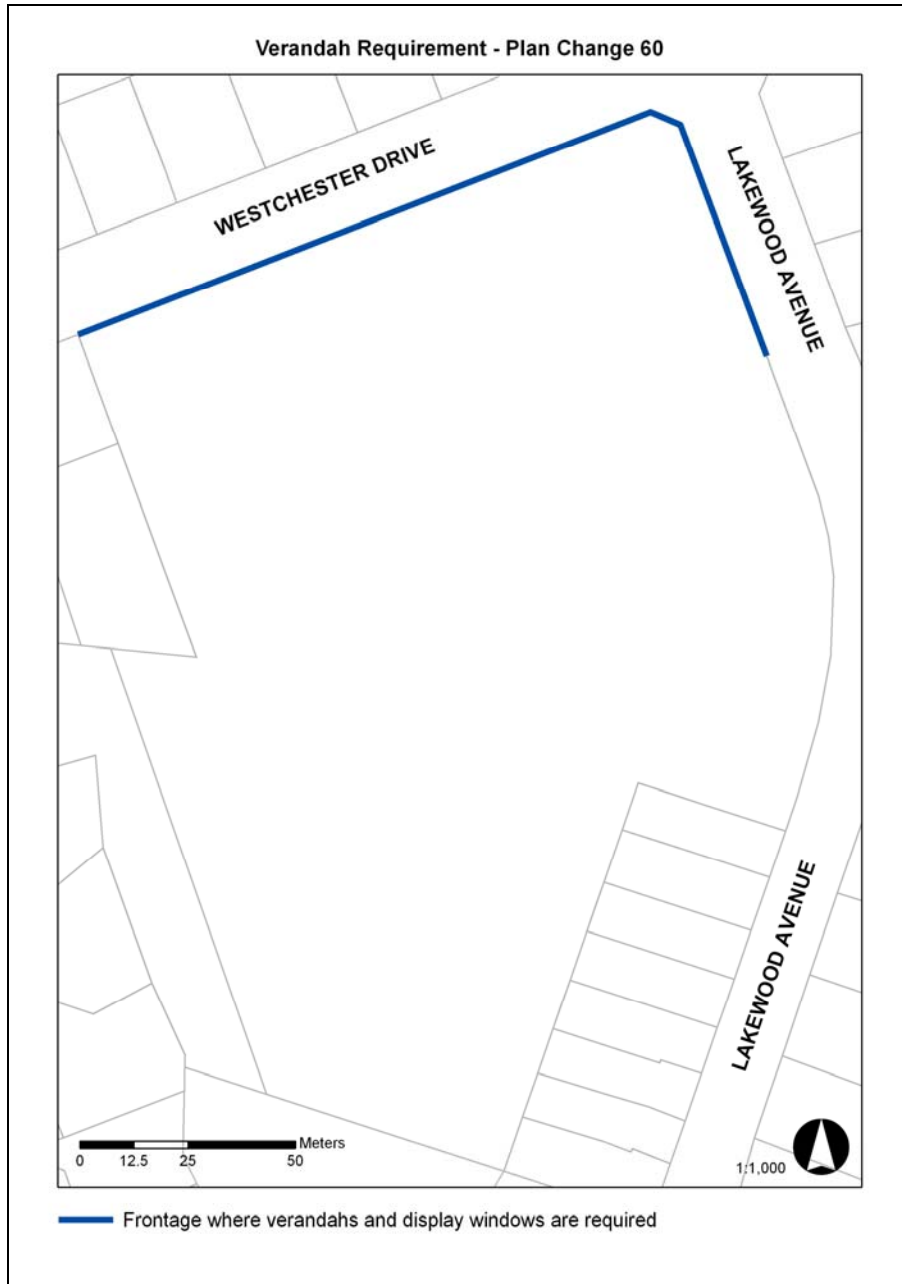 Verandah Requirement - Plan Change 60
WESTCHESTER DRIVE
LAKEWOOD AVENUE
LAKEWOOD AVENUE
Meters
0 12.5 25 50
1:1,000
Frontage where verandahs and display windows are required